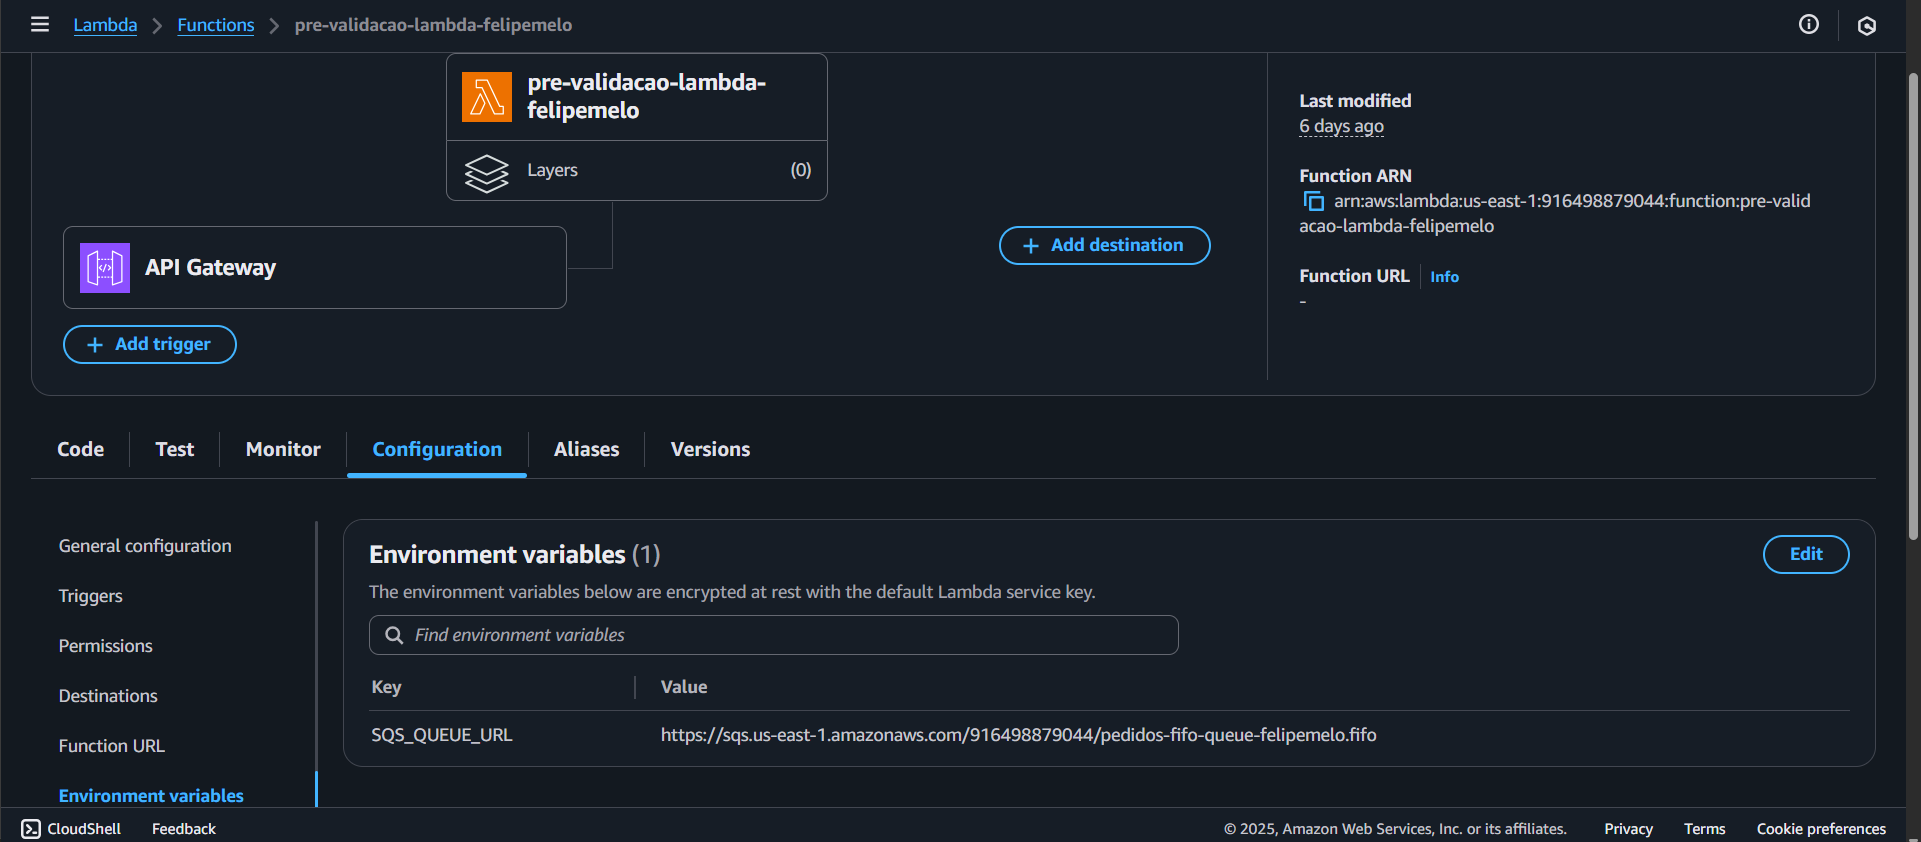 Lambda > Functions > pre-validacao-lambda-felipemelo
pre-validacao-lambda-
felipemelo
Layers (0)
API Gateway
+ Add trigger
+ Add destination
Last modified
6 days ago
Function ARN
arn:aws:lambda:us-east-1:916498879044:function:pre-valid
acao-lambda-felipemelo
Function URL | Info
-
Code Test Monitor Configuration Aliases Versions
General configuration
Triggers
Permissions
Destinations
Function URL
Environment variables
Environment variables (1)
Edit
The environment variables below are encrypted at rest with the default Lambda service key.
Find environment variables
Key Value
SQS_QUEUE_URL https://sqs.us-east-1.amazonaws.com/916498879044/pedidos-fifo-queue-felipemelo.fifo
CloudShell Feedback © 2025, Amazon Web Services, Inc. or its affiliates. Privacy Terms Cookie preferences